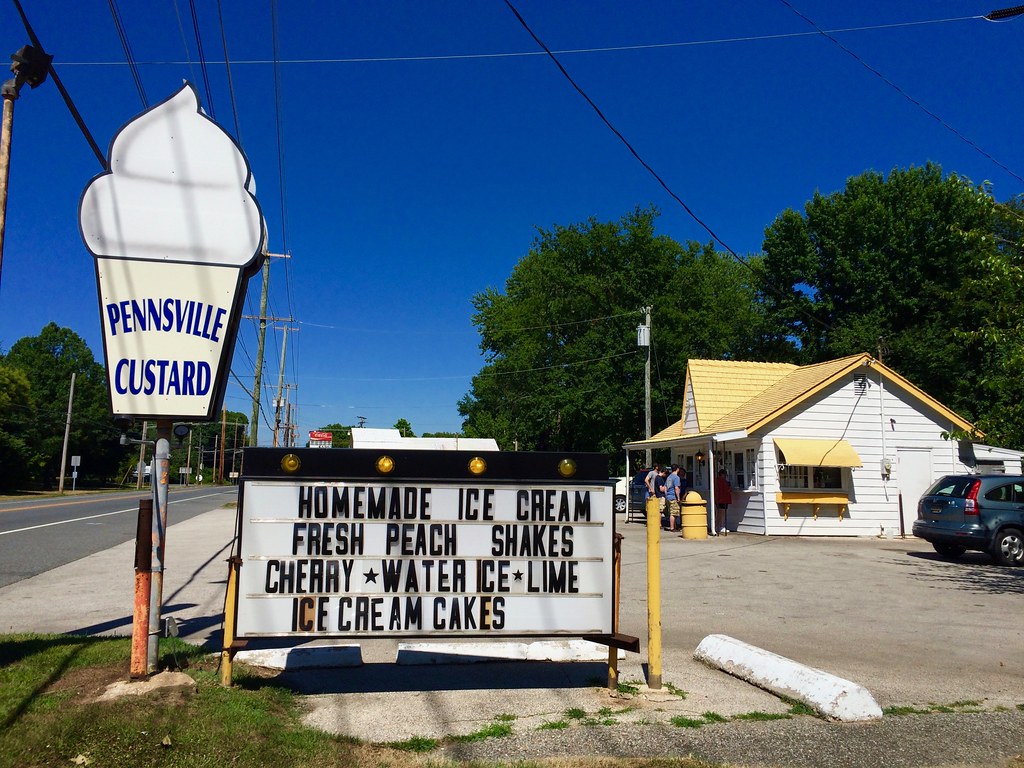 PENNSVILLE
CUSTARD
HOMEMADE ICE CREAM
FRESH PEACH SHAKES
CHERRY ★ WATER ICE ★ LIME
ICE CREAM CAKES